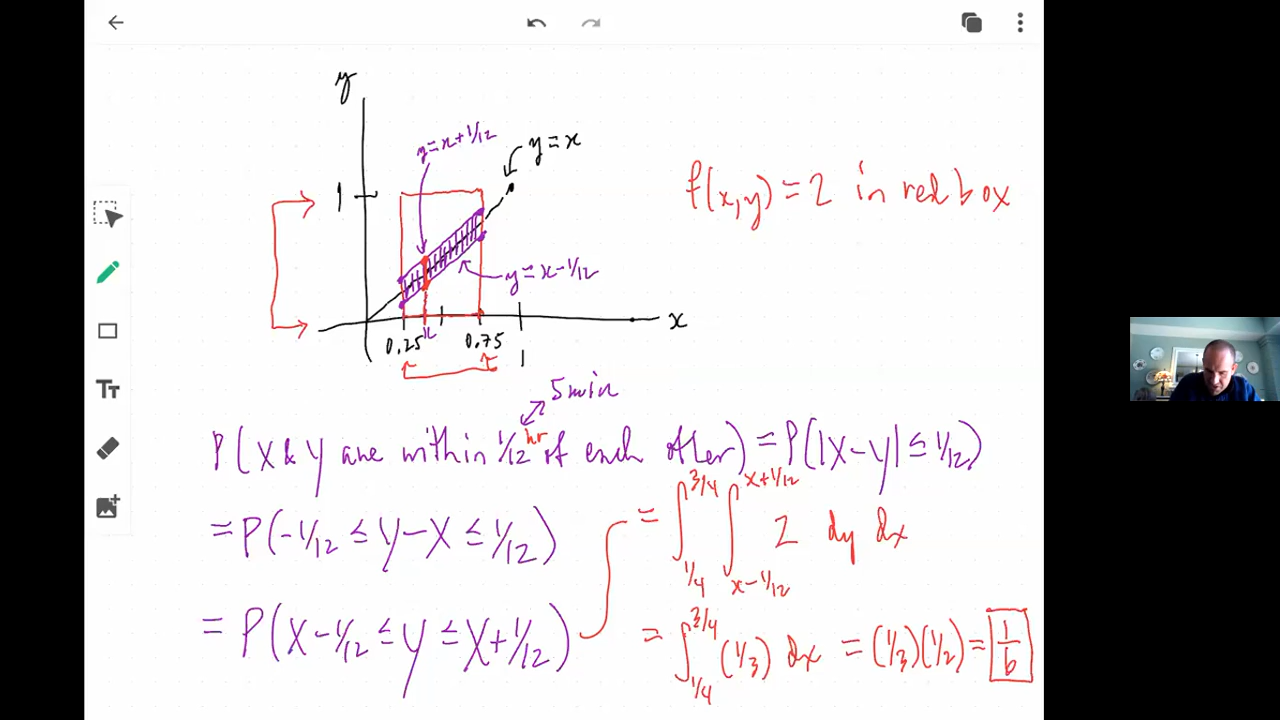 y
y=x+1/12
y=x
1
f(x,y)=2 in red box
y=x-1/12
x
0.25
x
0.75
1
5min
P(X & Y are within 1/12 hr of each other) = P(|X-Y| ≤ 1/12)
= P(-1/12 ≤ Y-X ≤ 1/12)
= ∫_{1/4}^{3/4} ∫_{x-1/12}^{x+1/12} 2 dy dx
= P(X-1/12 ≤ Y ≤ X+1/12)
= ∫_{1/4}^{3/4} (1/3) dx = (1/3)(1/2) = 1/6
TT